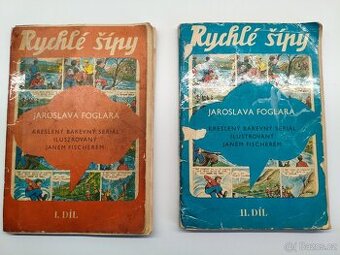 Rychlé šípy
JAROSLAVA FOGLARA
KRESLENÝ BAREVNÝ SERIÁL
ILUSTROVANÝ
JANEM FISCHEREM
I. DÍL
Rychlé šípy
JAROSLAVA FOGLARA
KRESLENÝ BAREVNÝ SERIÁL
ILUSTROVANÝ
JANEM FISCHEREM
II. DÍL